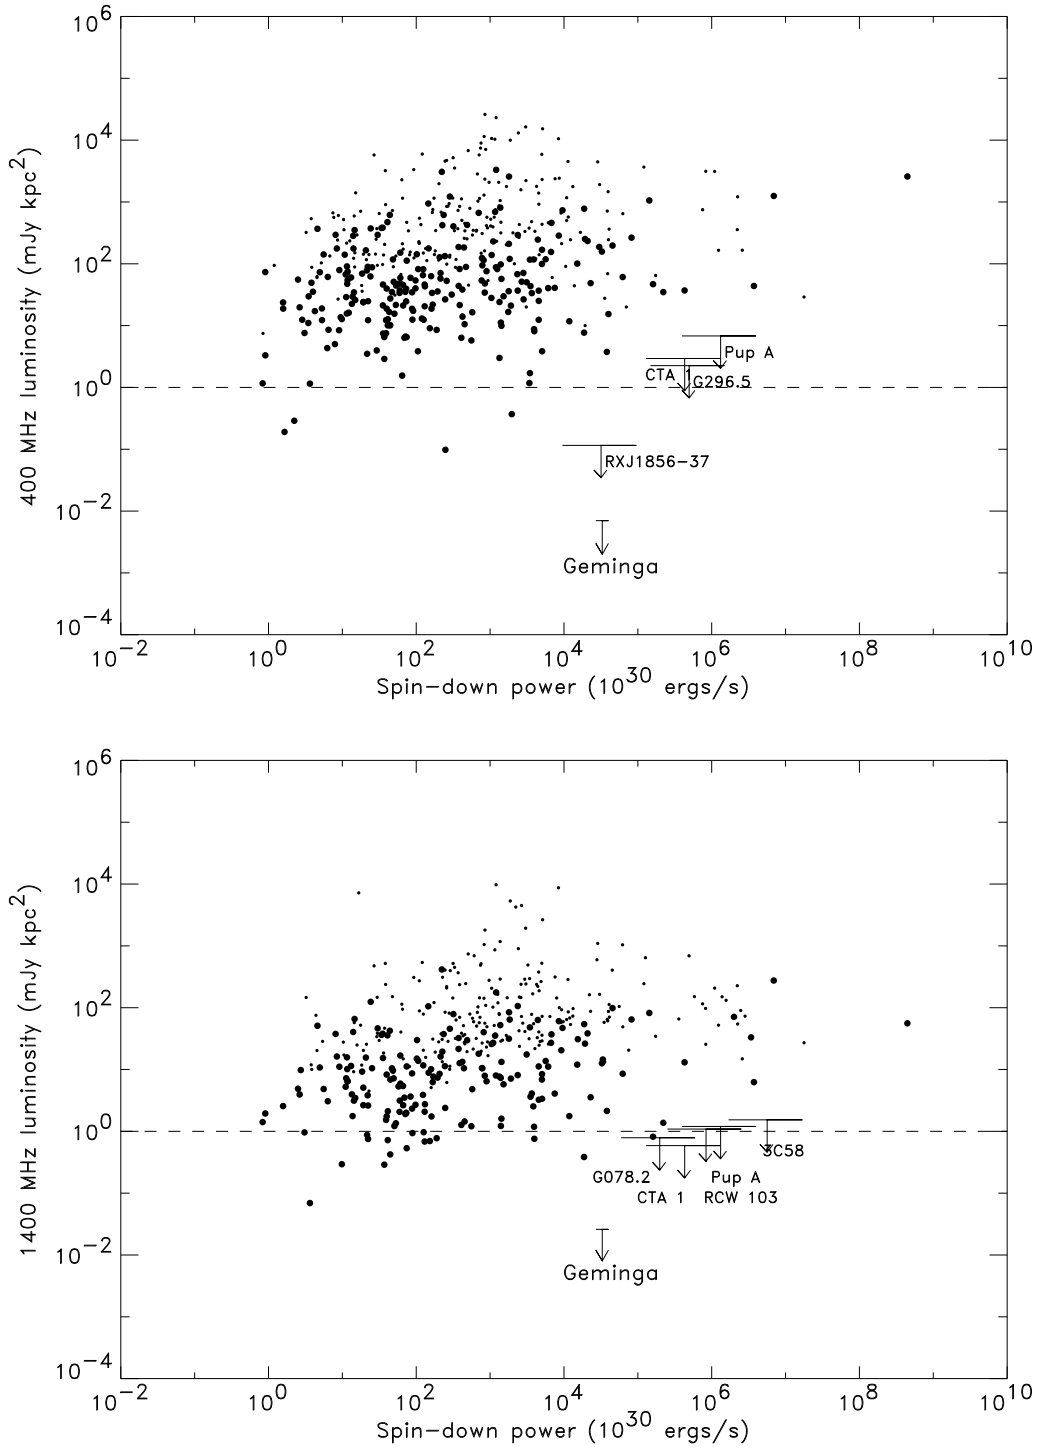 10^6
10^4
10^2
10^0
10^-2
10^-4
400 MHz luminosity (mJy kpc^2)
Pup A
CTA 1
G296.5
RXJ1856-37
Geminga
10^-2 10^0 10^2 10^4 10^6 10^8 10^10
Spin-down power (10^30 ergs/s)
10^6
10^4
10^2
10^0
10^-2
10^-4
1400 MHz luminosity (mJy kpc^2)
3C58
G078.2 Pup A
CTA 1 RCW 103
Geminga
10^-2 10^0 10^2 10^4 10^6 10^8 10^10
Spin-down power (10^30 ergs/s)